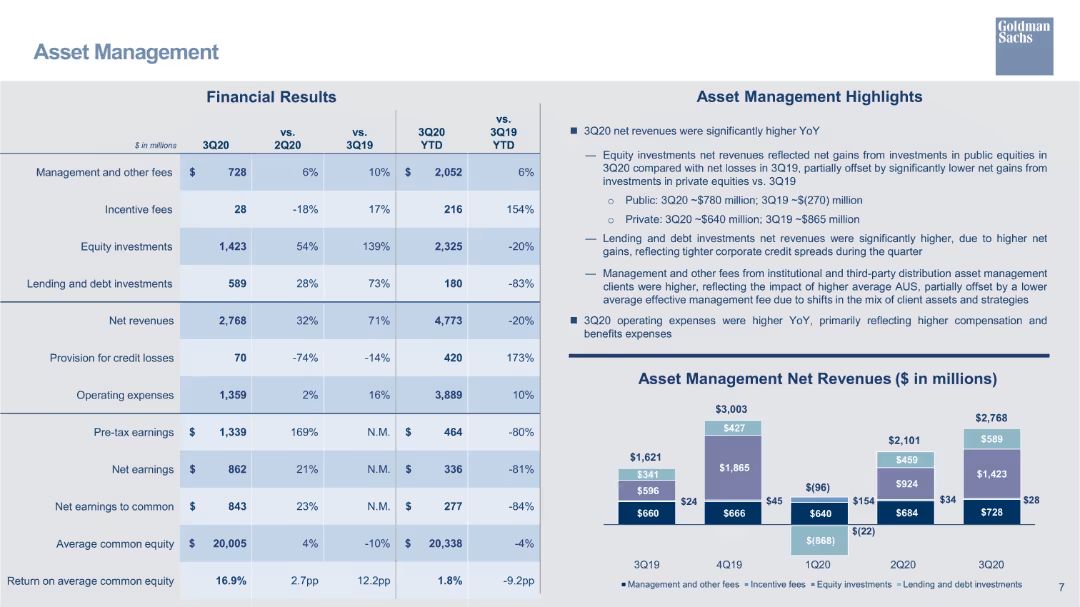 Asset Management
Goldman
Sachs
Financial Results
$ in millions 3Q20 vs. 2Q20 vs. 3Q19 3Q20 YTD vs. 3Q19 YTD
Management and other fees $ 728 6% 10% $ 2,052 6%
Incentive fees 28 -18% 17% 216 154%
Equity investments 1,423 54% 139% 2,325 -20%
Lending and debt investments 589 28% 73% 180 -83%
Net revenues 2,768 32% 71% 4,773 -20%
Provision for credit losses 70 -74% -14% 420 173%
Operating expenses 1,359 2% 16% 3,889 10%
Pre-tax earnings $ 1,339 169% N.M. $ 464 -80%
Net earnings $ 862 21% N.M. $ 336 -81%
Net earnings to common $ 843 23% N.M. $ 277 -84%
Average common equity $ 20,005 4% -10% $ 20,338 -4%
Return on average common equity 16.9% 2.7pp 12.2pp 1.8% -9.2pp
Asset Management Highlights
■ 3Q20 net revenues were significantly higher YoY
— Equity investments net revenues reflected net gains from investments in public equities in
3Q20 compared with net losses in 3Q19, partially offset by significantly lower net gains from
investments in private equities vs. 3Q19
○ Public: 3Q20 ~$780 million; 3Q19 ~$(270) million
○ Private: 3Q20 ~$640 million; 3Q19 ~$865 million
— Lending and debt investments net revenues were significantly higher, due to higher net
gains, reflecting tighter corporate credit spreads during the quarter
— Management and other fees from institutional and third-party distribution asset management
clients were higher, reflecting the impact of higher average AUS, partially offset by a lower
average effective management fee due to shifts in the mix of client assets and strategies
■ 3Q20 operating expenses were higher YoY, primarily reflecting higher compensation and
benefits expenses
Asset Management Net Revenues ($ in millions)
$1,621
$341
$596
$24
$660
3Q19
$3,003
$427
$1,865
$45
$666
4Q19
$(96)
$154
$640
$(22)
$(868)
1Q20
$2,101
$459
$924
$34
$684
2Q20
$2,768
$589
$1,423
$28
$728
3Q20
■ Management and other fees ■ Incentive fees ■ Equity investments ■ Lending and debt investments
7